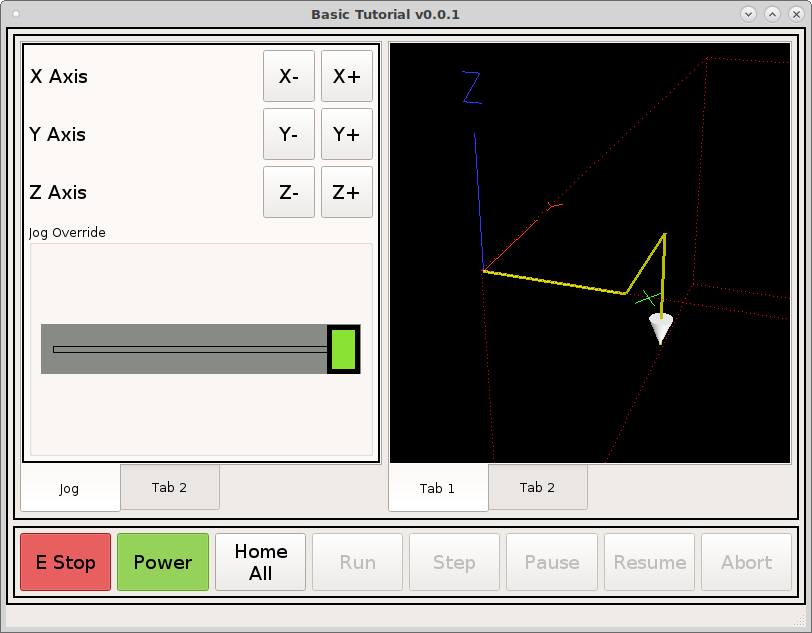 Basic Tutorial v0.0.1
X Axis X- X+
Y Axis Y- Y+
Z Axis Z- Z+
Jog Override
Z
X
Jog Tab 2
Tab 1 Tab 2
E Stop Power Home All Run Step Pause Resume Abort